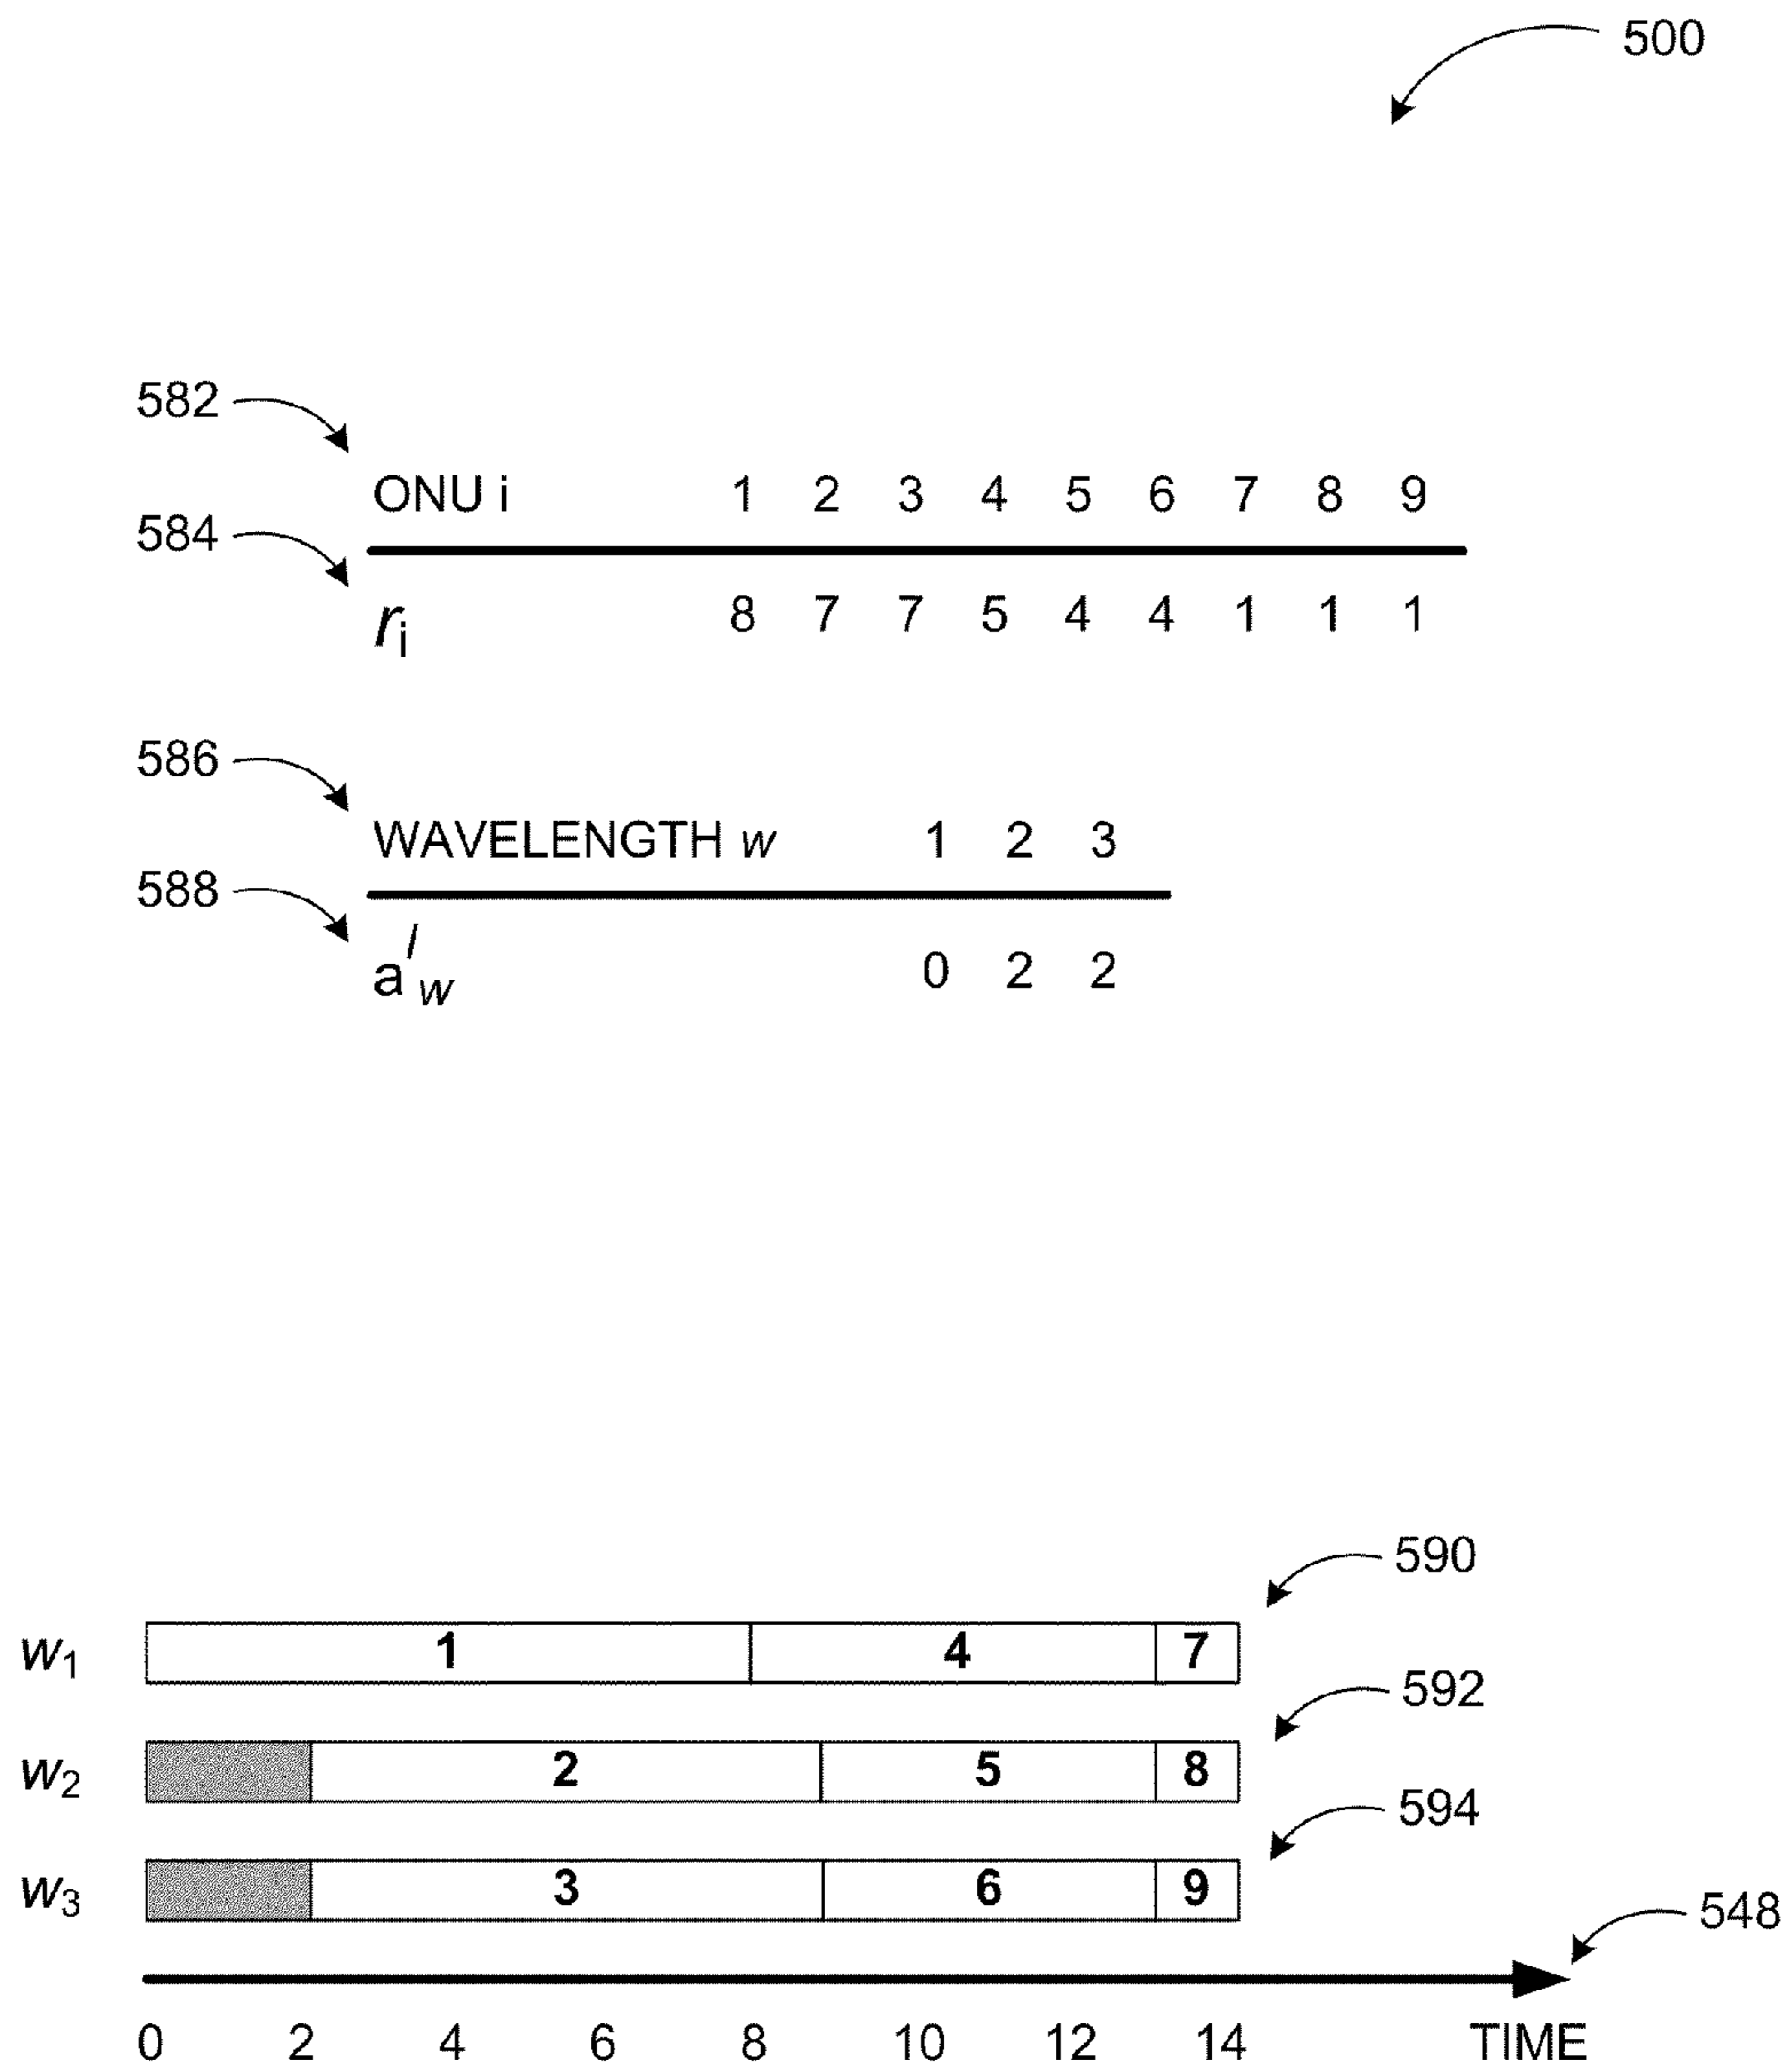 500
582
ONU i 1 2 3 4 5 6 7 8 9
584
ri 8 7 7 5 4 4 1 1 1
586
WAVELENGTH w 1 2 3
588
a^l_w 0 2 2
590
w1 1 4 7
592
w2 2 5 8
594
w3 3 6 9
548
0 2 4 6 8 10 12 14 TIME